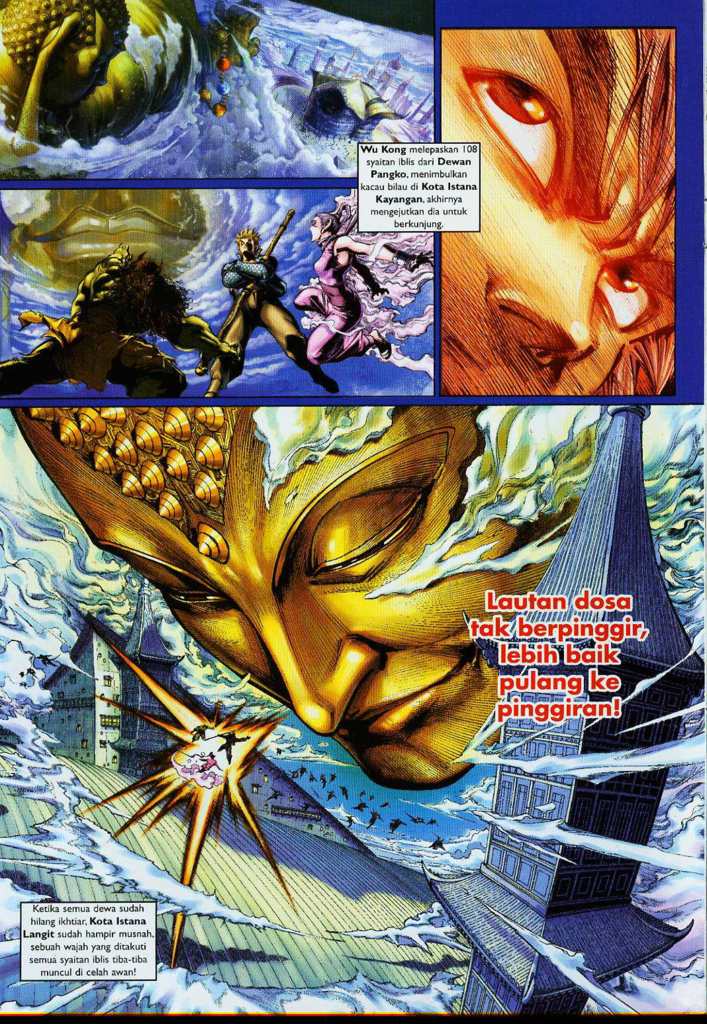 Wu Kong melepaskan 108
syaitan iblis dari Dewan
Pangko, menimbulkan
kacau bilau di Kota Istana
Kayangan, akhirnya
mengejutkan dia untuk
berkunjung.
Lautan dosa
tak berpinggir,
lebih baik
pulang ke
pinggiran!
Ketika semua dewa sudah
hilang ikhtiar, Kota Istana
Langit sudah hampir musnah,
sebuah wajah yang ditakuti
semua syaitan iblis tiba-tiba
muncul di celah awan!